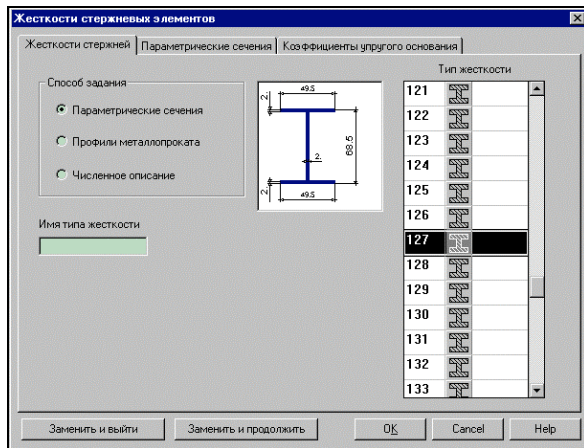 Жесткости стержневых элементов
Жесткости стержней
Параметрические сечения
Коэффициенты упругого основания
Способ задания
Параметрические сечения
Профили металлопроката
Численное описание
Имя типа жесткости
49.5
2.
68.5
2.
2.
49.5
Тип жесткости
121
122
123
124
125
126
127
128
129
130
131
132
133
Заменить и выйти
Заменить и продолжить
OK
Cancel
Help